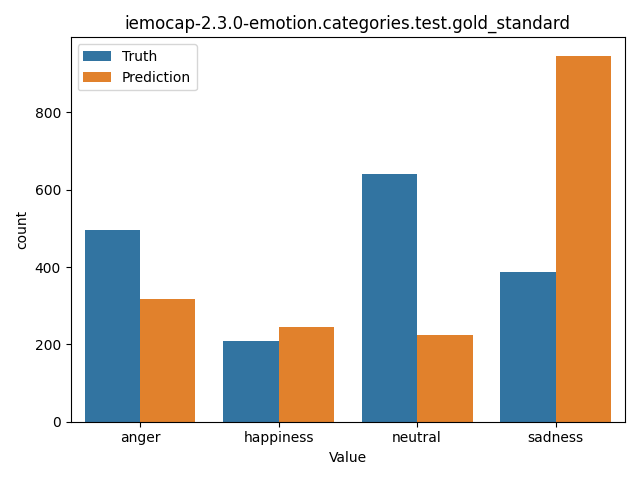 iemocap-2.3.0-emotion.categories.test.gold_standard
Truth
Prediction
800
600
400
200
0
count
anger happiness neutral sadness
Value